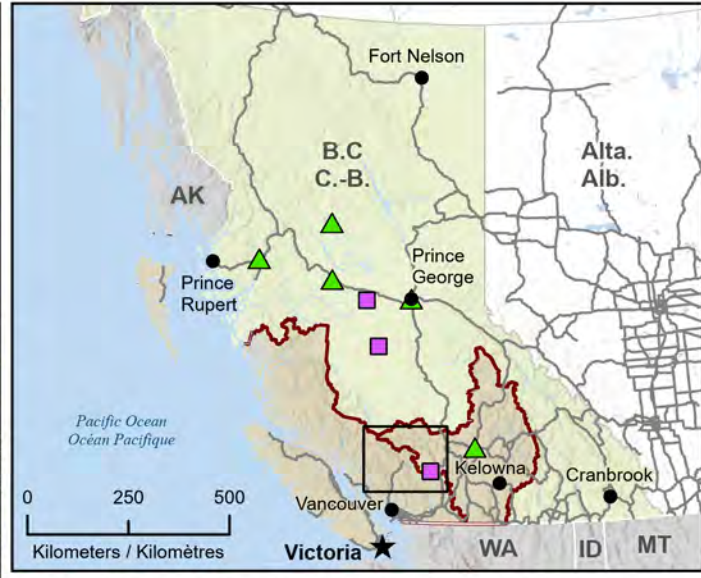 Fort Nelson
B.C
C.-B.
Alta.
Alb.
AK
Prince
George
Prince
Rupert
Pacific Ocean
Océan Pacifique
Kelowna
Cranbrook
0 250 500
Vancouver
Kilometers / Kilomètres
Victoria
WA
ID
MT